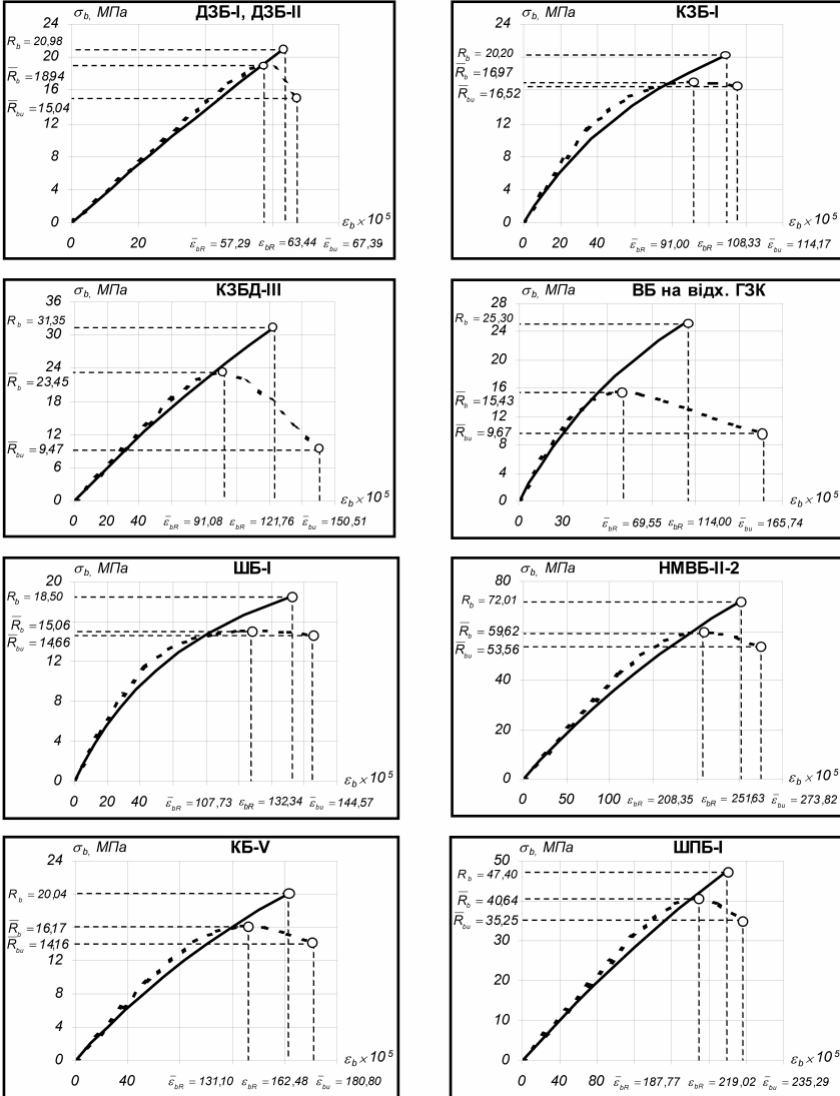 σb, МПа ДЗБ-I, ДЗБ-II
24
Rb = 20,98
20
R̅b = 18,94
16
R̅bu = 15,04
12
8
4
0
εb × 10⁵
0 20 ε̅bR = 57,29 εbR = 63,44 ε̅bu = 67,39
σb, МПа КЗБ-I
24
Rb = 20,20
R̅b = 16,97
R̅bu = 16,52
12
8
4
0
εb × 10⁵
0 20 40 ε̅bR = 91,00 εbR = 108,33 ε̅bu = 114,17
σb, МПа КЗБД-III
36
Rb = 31,35
30
24
R̅b = 23,45
18
12
R̅bu = 9,47
6
0
εb × 10⁵
0 20 40 ε̅bR = 91,08 εbR = 121,76 ε̅bu = 150,51
σb, МПа ВБ на відх. ГЗК
28
Rb = 25,30
24
20
16
R̅b = 15,43
12
R̅bu = 9,67
8
4
0
εb × 10⁵
0 30 ε̅bR = 69,55 εbR = 114,00 ε̅bu = 165,74
σb, МПа ШБ-I
20
Rb = 18,50
R̅b = 15,06
R̅bu = 14,66
12
8
4
0
εb × 10⁵
0 20 40 ε̅bR = 107,73 εbR = 132,34 ε̅bu = 144,57
σb, МПа НМВБ-II-2
80
Rb = 72,01
R̅b = 59,62
R̅bu = 53,56
40
20
0
εb × 10⁵
0 50 100 ε̅bR = 208,35 εbR = 251,63 ε̅bu = 273,82
σb, МПа КБ-V
24
Rb = 20,04
R̅b = 16,17
R̅bu = 14,16
12
8
4
0
εb × 10⁵
0 40 ε̅bR = 131,10 εbR = 162,48 ε̅bu = 180,80
σb, МПа ШПБ-I
50
Rb = 47,40
R̅b = 40,64
R̅bu = 35,25
30
20
10
0
εb × 10⁵
0 40 80 ε̅bR = 187,77 εbR = 219,02 ε̅bu = 235,29